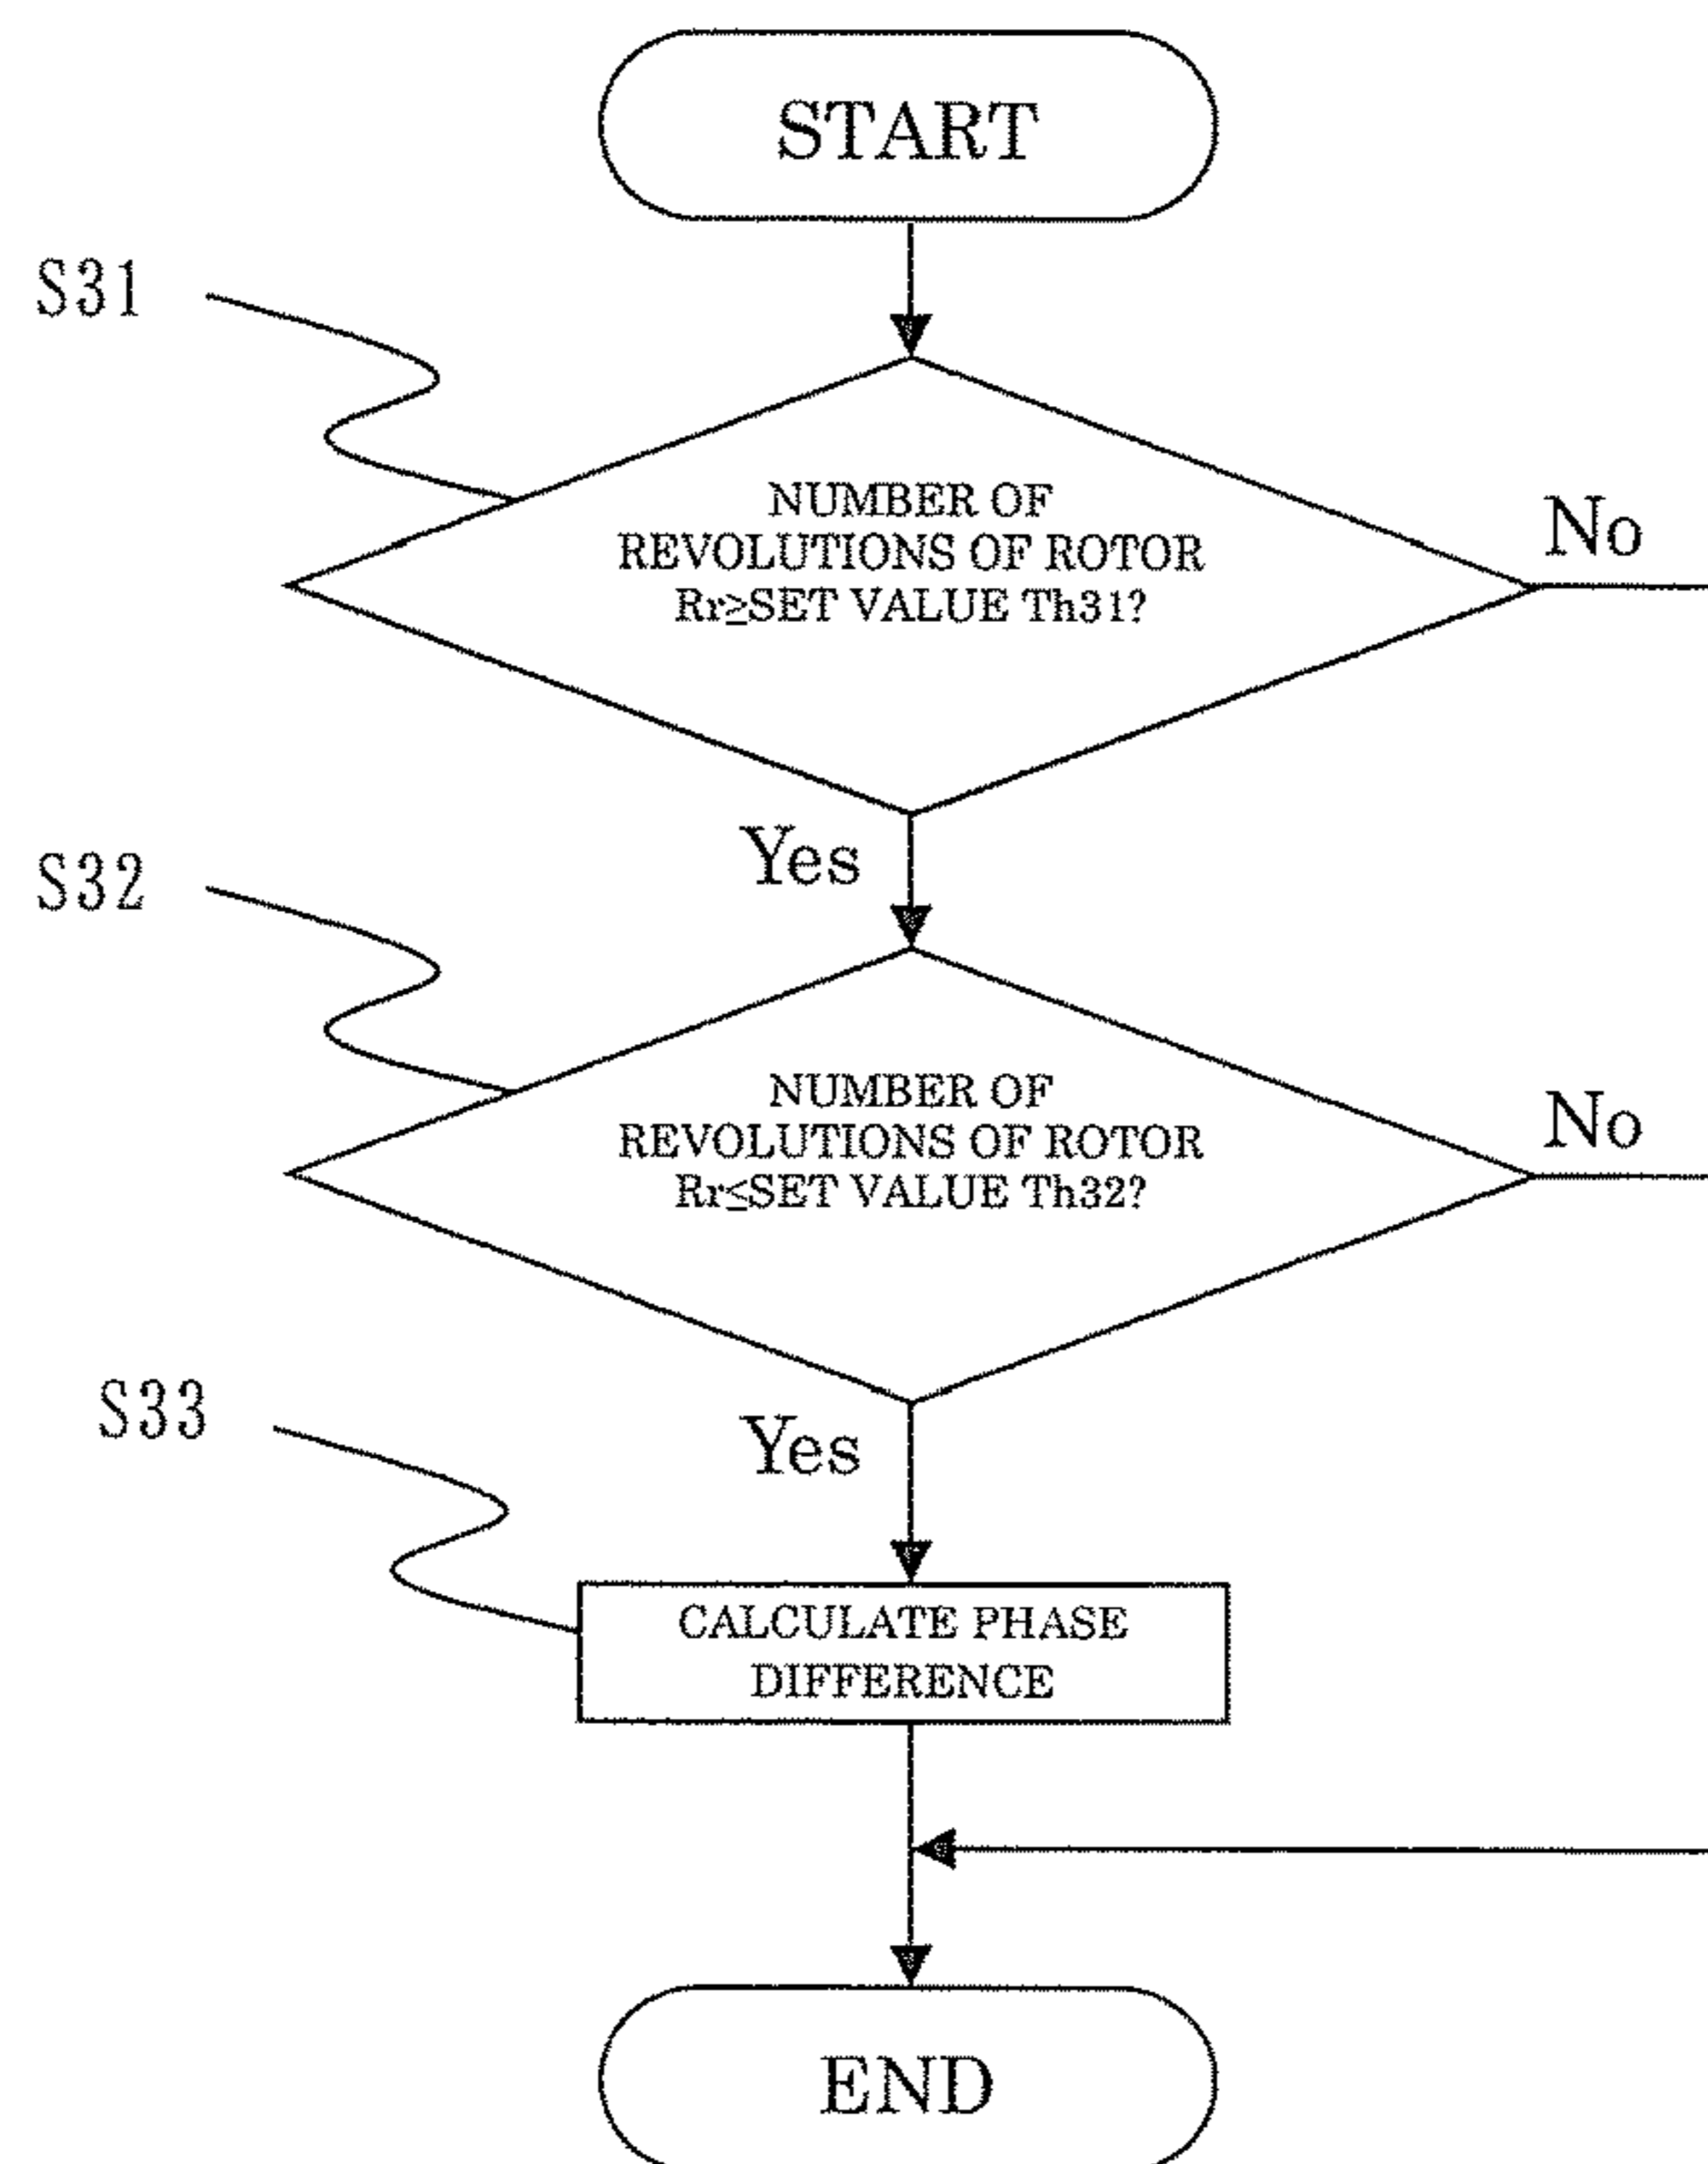 START
S31
NUMBER OF
REVOLUTIONS OF ROTOR
Rr≥SET VALUE Th31?
No
Yes
S32
NUMBER OF
REVOLUTIONS OF ROTOR
Rr≤SET VALUE Th32?
No
Yes
S33
CALCULATE PHASE
DIFFERENCE
END